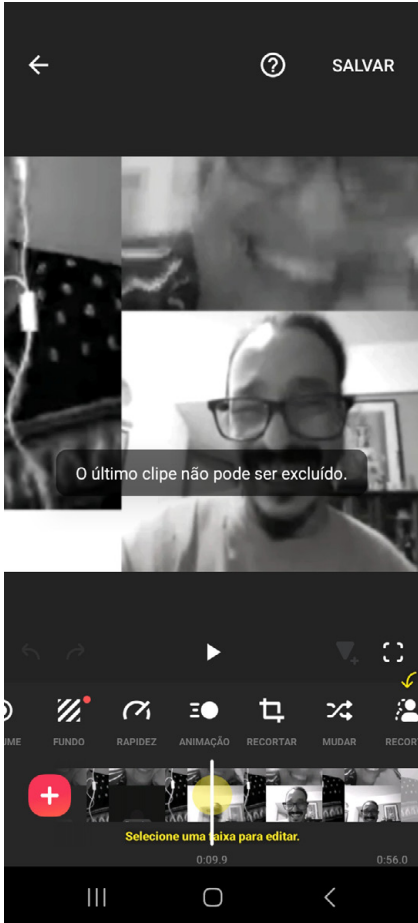 SALVAR
O último clipe não pode ser excluído.
UME
FUNDO
RAPIDEZ
ANIMAÇÃO
RECORTAR
MUDAR
RECOR
Selecione uma faixa para editar.
0:09.9
0:56.0